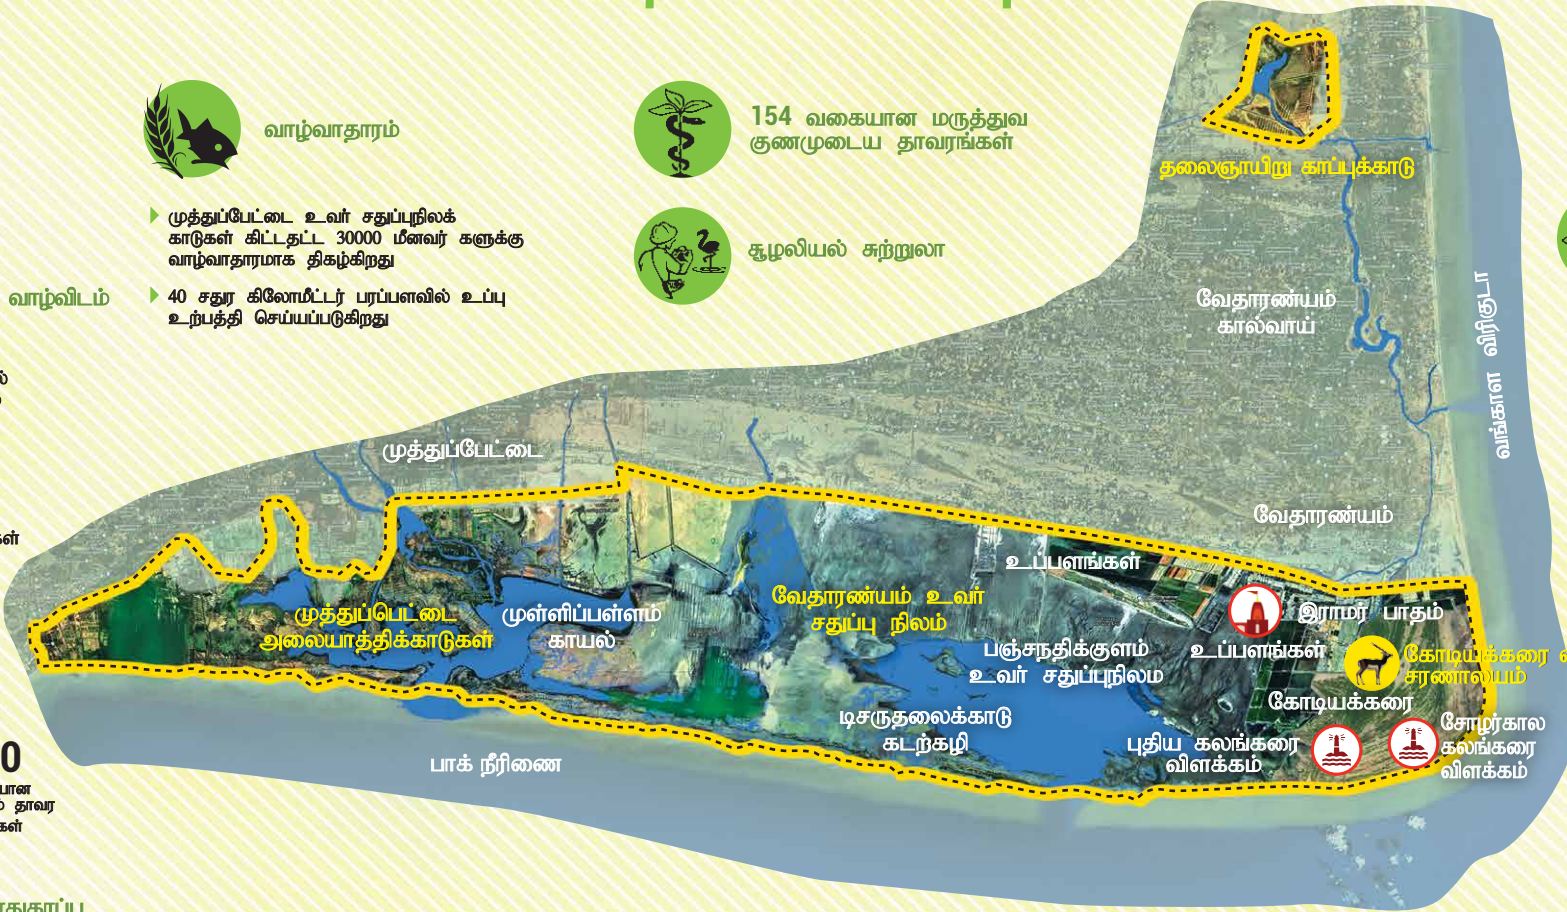 வாழ்வாதாரம்
முத்துப்பேட்டை உவர் சதுப்புநிலக்
காடுகள் கிட்டதட்ட 30000 மீனவர் களுக்கு
வாழ்வாதாரமாக திகழ்கிறது
40 சதுர கிலோமீட்டர் பரப்பளவில் உப்பு
உற்பத்தி செய்யப்படுகிறது
வாழ்விடம்
154 வகையான மருத்துவ
குணமுடைய தாவரங்கள்
சூழலியல் சுற்றுலா
தலைஞாயிறு காப்புக்காடு
வேதாரண்யம்
கால்வாய்
வங்காள விரிகுடா
முத்துப்பேட்டை
வேதாரண்யம்
உப்பளங்கள்
முத்துப்பெட்டை
அலையாத்திக்காடுகள்
முள்ளிப்பள்ளம்
காயல்
வேதாரண்யம் உவர்
சதுப்பு நிலம்
பஞ்சநதிக்குளம்
உவர் சதுப்புநிலம
இராமர் பாதம்
உப்பளங்கள்
கோடியக்கரை
சரணாலயம்
கோடியக்கரை
டிசருதலைக்காடு
கடற்கழி
புதிய கலங்கரை
விளக்கம்
சோழர்கால
கலங்கரை
விளக்கம்
பாக் நீரிணை
0
தாவர